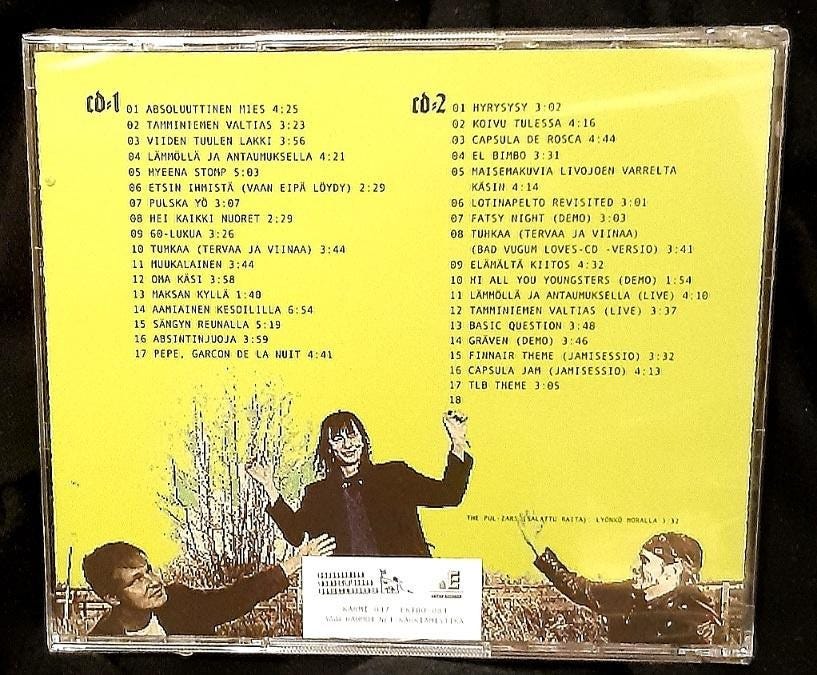 cd:1
01 ABSOLUUTTINEN MIES 4:25
02 TAMMINIEMEN VALTIAS 3:23
03 VIIDEN TUULEN LAKKI 3:56
04 LÄMMÖLLÄ JA ANTAUMUKSELLA 4:21
05 MYEENA STOMP 5:03
06 ETSIN IHMISTÄ (VAAN EIPÄ LÖYDY) 2:29
07 PULSKA YÖ 3:07
08 HEI KAIKKI NUORET 2:29
09 60-LUKUA 3:26
10 TUHKAA (TERVAA JA VIINAA) 3:44
11 MUUKALAINEN 3:44
12 OMA KÄSI 3:58
13 MAKSAN KYLLÄ 1:40
14 AAMIAINEN KESOILILLA 6:54
15 SÄNGYN REUNALLA 5:19
16 ABSINTINJUOJA 3:59
17 PEPE, GARCON DE LA NUIT 4:41
cd:2
01 HYRYSYSY 3:02
02 KOIVU TULESSA 4:16
03 CAPSULA DE ROSCA 4:44
04 EL BIMBO 3:31
05 MAISEMAKUVIA LIVOJOEN VARRELTA
KÄSIN 4:14
06 LOTINAPELTO REVISITED 3:01
07 FATSY NIGHT (DEMO) 3:03
08 TUHKAA (TERVAA JA VIINAA)
(BAD VUGUM LOVES-CD -VERSIO) 3:41
09 ELÄMÄLTÄ KIITOS 4:32
10 HI ALL YOU YOUNGSTERS (DEMO) 1:54
11 LÄMMÖLLÄ JA ANTAUMUKSELLA (LIVE) 4:10
12 TAMMINIEMEN VALTIAS (LIVE) 3:37
13 BASIC QUESTION 3:48
14 GRÄVEN (DEMO) 3:46
15 FINNAIR THEME (JAMISESSIO) 3:32
16 CAPSULA JAM (JAMISESSIO) 4:13
17 TLB THEME 3:05
18
THE PUL-ZARS (SALATTU RAITA): LYÖNKÖ MORALLA 3:32